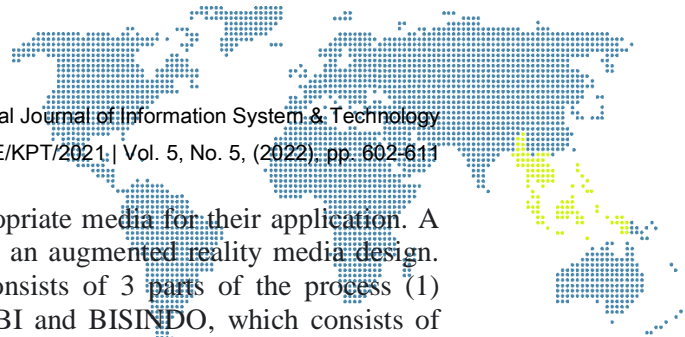 al Journal of Information System & Technology
E/KPT/2021 | Vol. 5, No. 5, (2022), pp. 602-611
opriate media for their application. A
an augmented reality media design.
onsists of 3 parts of the process (1)
BI and BISINDO, which consists of